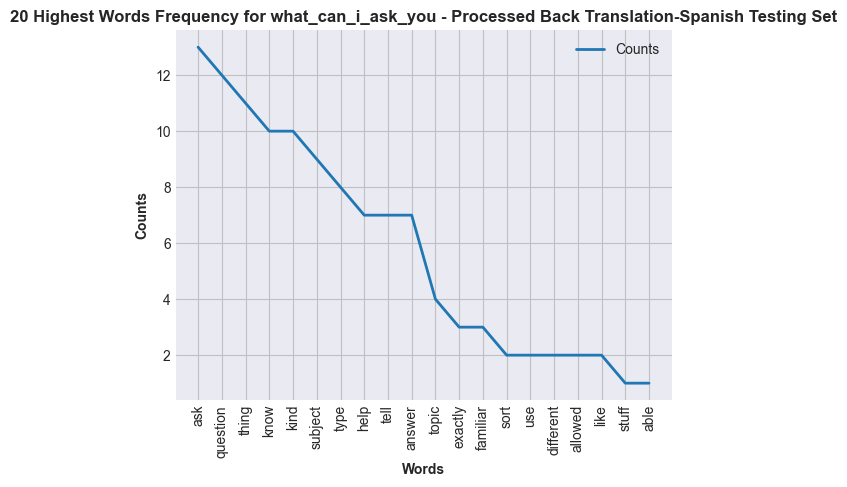 20 Highest Words Frequency for what_can_i_ask_you - Processed Back Translation-Spanish Testing Set
Counts
12
10
8
6
4
2
Counts
ask
question
thing
know
kind
subject
type
help
tell
answer
topic
exactly
familiar
sort
use
different
allowed
like
stuff
able
Words